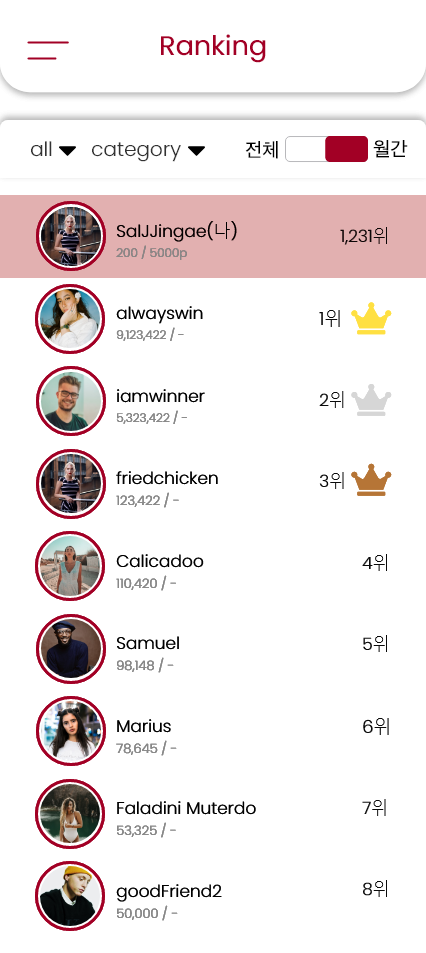 Ranking
all category 전체 월간
SalJJingae(나) 1,231위
200 / 5000p
alwayswin 1위
9,123,422 / -
iamwinner 2위
5,323,422 / -
friedchicken 3위
123,422 / -
Calicadoo 4위
110,420 / -
Samuel 5위
98,148 / -
Marius 6위
78,645 / -
Faladini Muterdo 7위
53,325 / -
goodFriend2 8위
50,000 / -